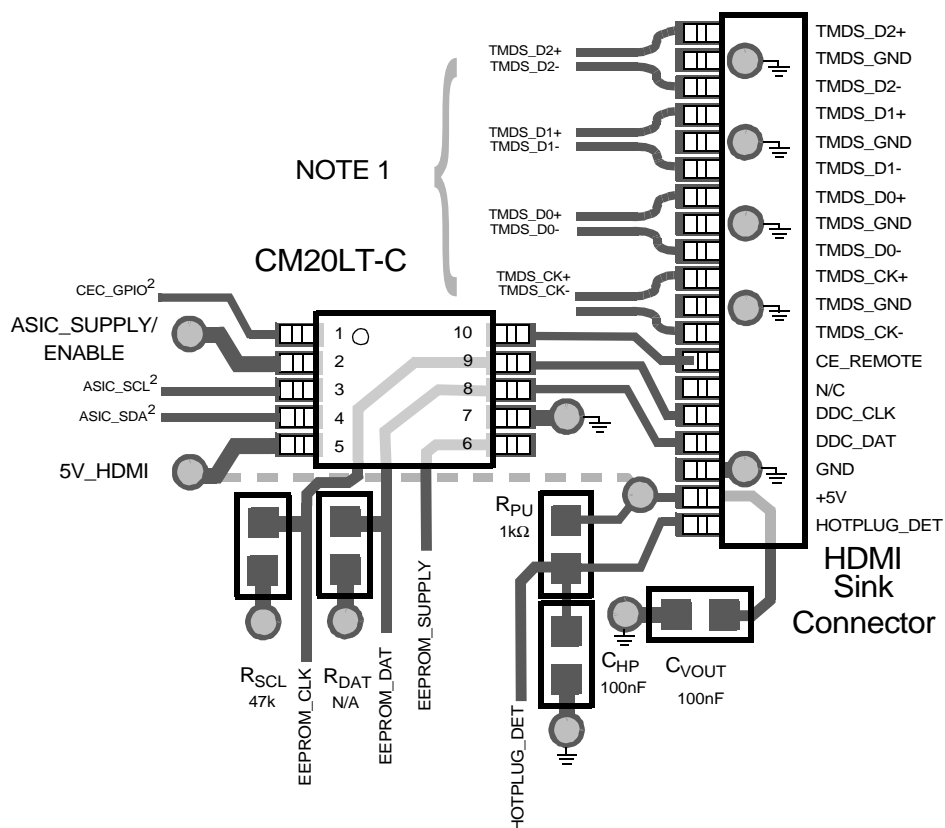 TMDS_D2+
TMDS_D2-
TMDS_D1+
TMDS_D1-
TMDS_D0+
TMDS_D0-
TMDS_CK+
TMDS_CK-
NOTE 1
CM20LT-C
CEC_GPIO²
ASIC_SUPPLY/
ENABLE
ASIC_SCL²
ASIC_SDA²
5V_HDMI
1
2
3
4
5
10
9
8
7
6
TMDS_D2+
TMDS_GND
TMDS_D2-
TMDS_D1+
TMDS_GND
TMDS_D1-
TMDS_D0+
TMDS_GND
TMDS_D0-
TMDS_CK+
TMDS_GND
TMDS_CK-
CE_REMOTE
N/C
DDC_CLK
DDC_DAT
GND
+5V
HOTPLUG_DET
HDMI
Sink
Connector
RPU
1kΩ
RSCL
47k
EEPROM_CLK
RDAT
N/A
EEPROM_DAT
EEPROM_SUPPLY
HOTPLUG_DET
CHP
100nF
CVOUT
100nF